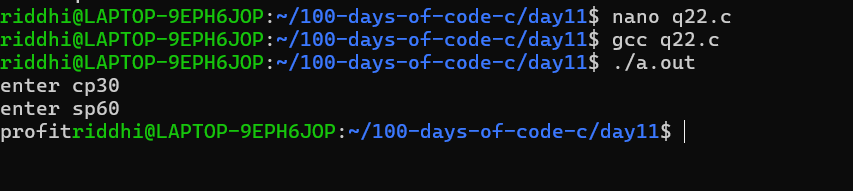 riddhi@LAPTOP-9EPH6JOP:~/100-days-of-code-c/day11$ nano q22.c
riddhi@LAPTOP-9EPH6JOP:~/100-days-of-code-c/day11$ gcc q22.c
riddhi@LAPTOP-9EPH6JOP:~/100-days-of-code-c/day11$ ./a.out
enter cp30
enter sp60
profitriddhi@LAPTOP-9EPH6JOP:~/100-days-of-code-c/day11$